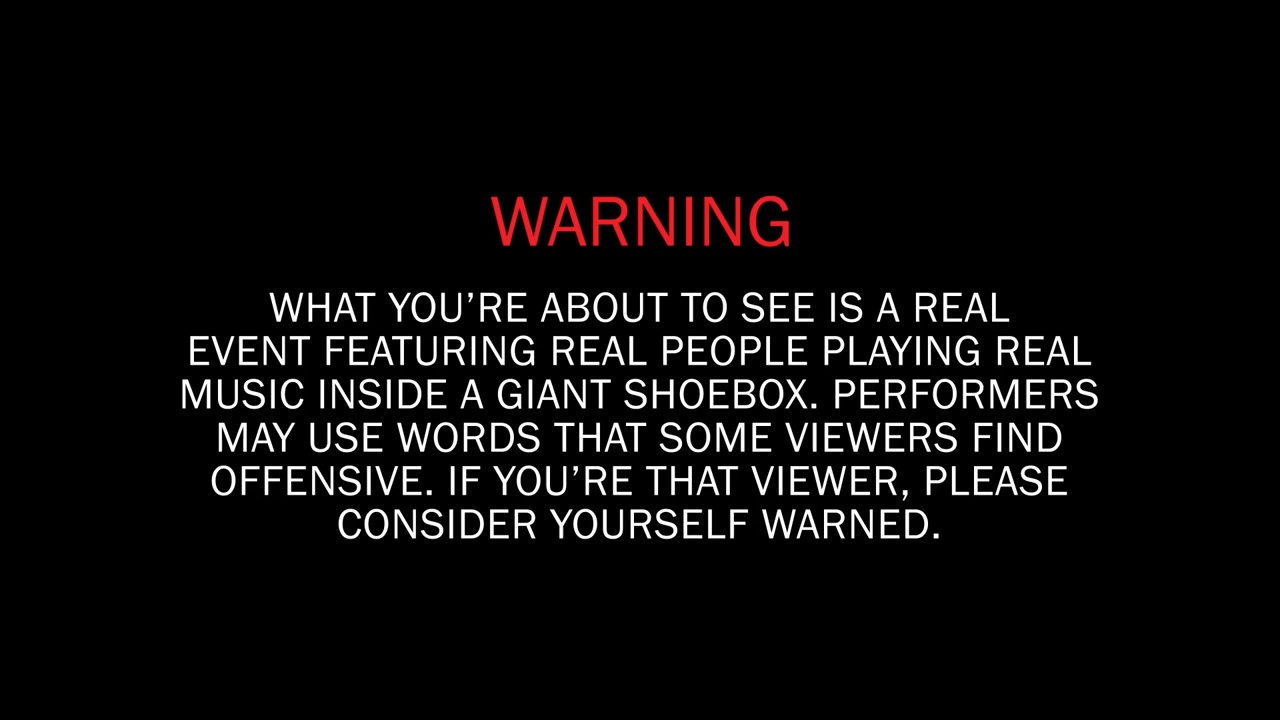 WARNING
WHAT YOU’RE ABOUT TO SEE IS A REAL
EVENT FEATURING REAL PEOPLE PLAYING REAL
MUSIC INSIDE A GIANT SHOEBOX. PERFORMERS
MAY USE WORDS THAT SOME VIEWERS FIND
OFFENSIVE. IF YOU’RE THAT VIEWER, PLEASE
CONSIDER YOURSELF WARNED.